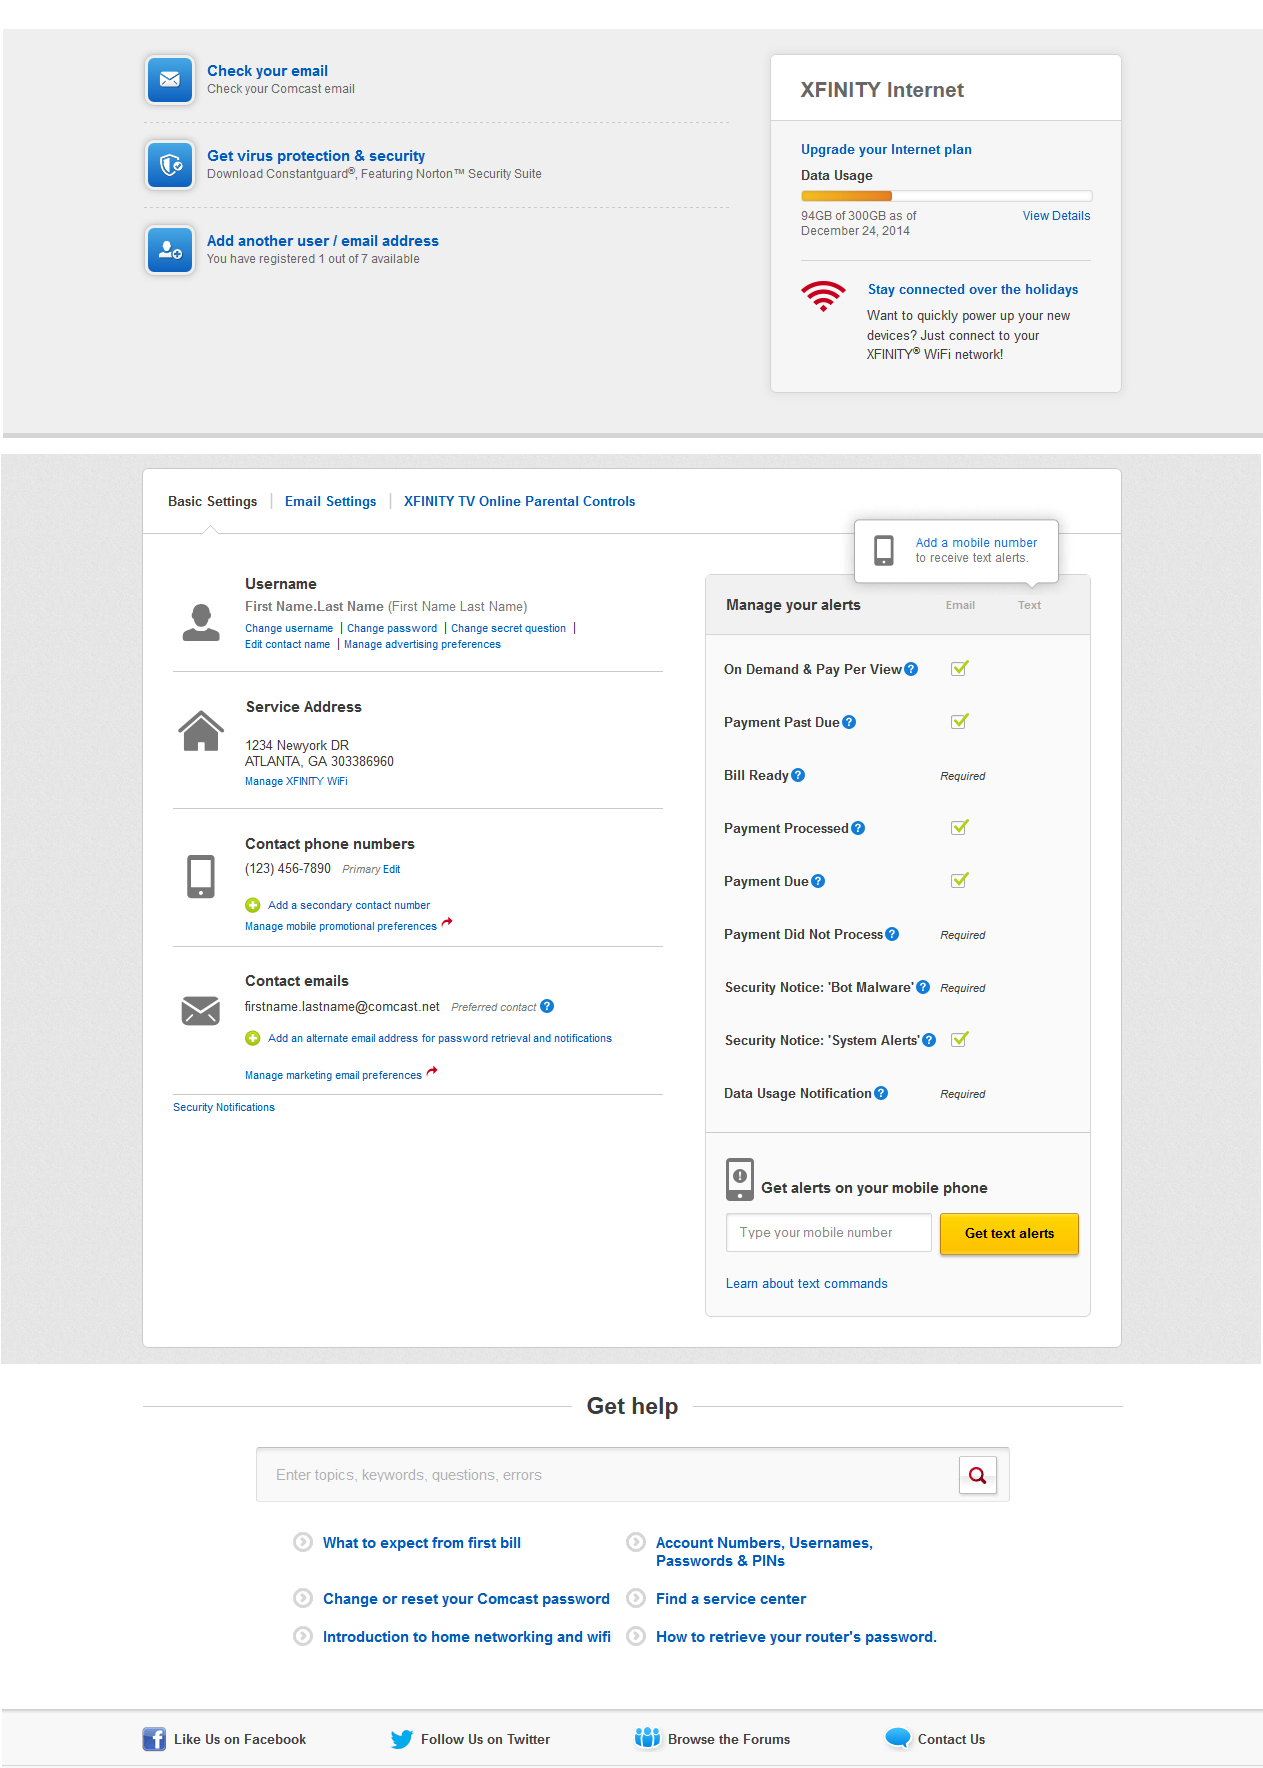 Check your email
Check your Comcast email
Get virus protection & security
Download Constantguard®, Featuring Norton™ Security Suite
Add another user / email address
You have registered 1 out of 7 available
XFINITY Internet
Upgrade your Internet plan
Data Usage
94GB of 300GB as of December 24, 2014
View Details
Stay connected over the holidays
Want to quickly power up your new
devices? Just connect to your
XFINITY® WiFi network!
Basic Settings | Email Settings | XFINITY TV Online Parental Controls
Add a mobile number
to receive text alerts.
Username
First Name.Last Name (First Name Last Name)
Change username | Change password | Change secret question |
Edit contact name | Manage advertising preferences
Service Address
1234 Newyork DR
ATLANTA, GA 303386960
Manage XFINITY WiFi
Contact phone numbers
(123) 456-7890 Primary Edit
Add a secondary contact number
Manage mobile promotional preferences
Contact emails
firstname.lastname@comcast.net Preferred contact ?
Add an alternate email address for password retrieval and notifications
Manage marketing email preferences
Security Notifications
Manage your alerts Email Text
On Demand & Pay Per View ?
Payment Past Due ?
Bill Ready ? Required
Payment Processed ?
Payment Due ?
Payment Did Not Process ? Required
Security Notice: 'Bot Malware' ? Required
Security Notice: 'System Alerts' ?
Data Usage Notification ? Required
Get alerts on your mobile phone
Type your mobile number Get text alerts
Learn about text commands
Get help
Enter topics, keywords, questions, errors
What to expect from first bill
Account Numbers, Usernames,
Passwords & PINs
Change or reset your Comcast password
Find a service center
Introduction to home networking and wifi
How to retrieve your router's password.
Like Us on Facebook
Follow Us on Twitter
Browse the Forums
Contact Us